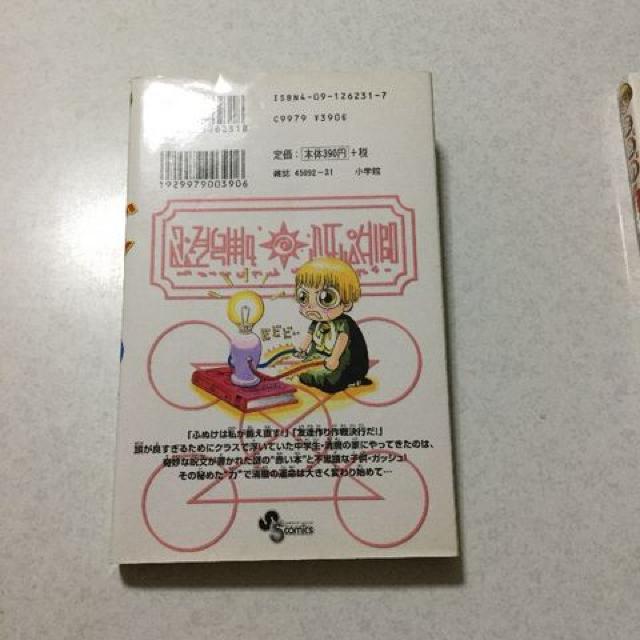 ISBN4-09-126231-7
C9979 ¥390E
定価：本体390円＋税
雑誌 45092-31 小学館
1929979003906
ビビビ…
「ふぬけは私が鍛え直す！」「友達作り作戦決行だ！」
頭が良すぎるためにクラスで浮いていた中学生・清麿の家にやってきたのは、
奇妙な呪文が書かれた謎の“赤い本”と不思議な子供・ガッシュ！
その秘めた“力”で清麿の運命は大きく変わり始めて…
comics